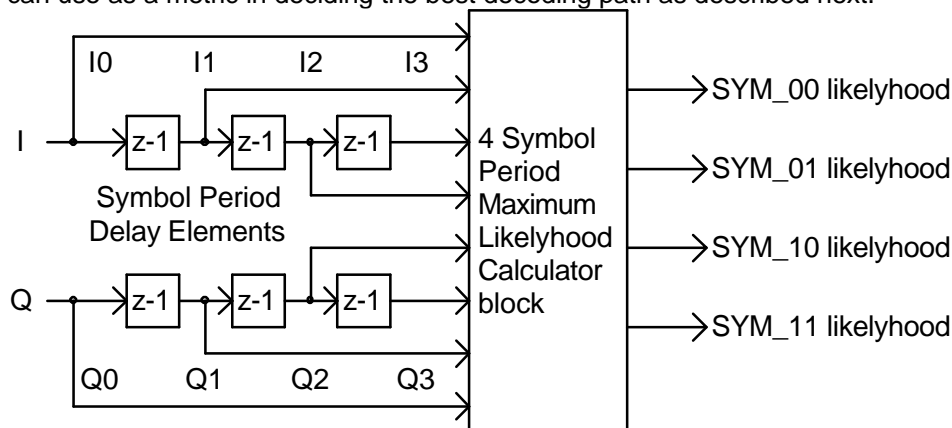 can use as a metric in deciding the best decoding path as described next.
I0 I1 I2 I3
I z-1 z-1 z-1
Symbol Period
Delay Elements
4 Symbol
Period
Maximum
Likelyhood
Calculator
block
Q z-1 z-1 z-1
Q0 Q1 Q2 Q3
SYM_00 likelyhood
SYM_01 likelyhood
SYM_10 likelyhood
SYM_11 likelyhood